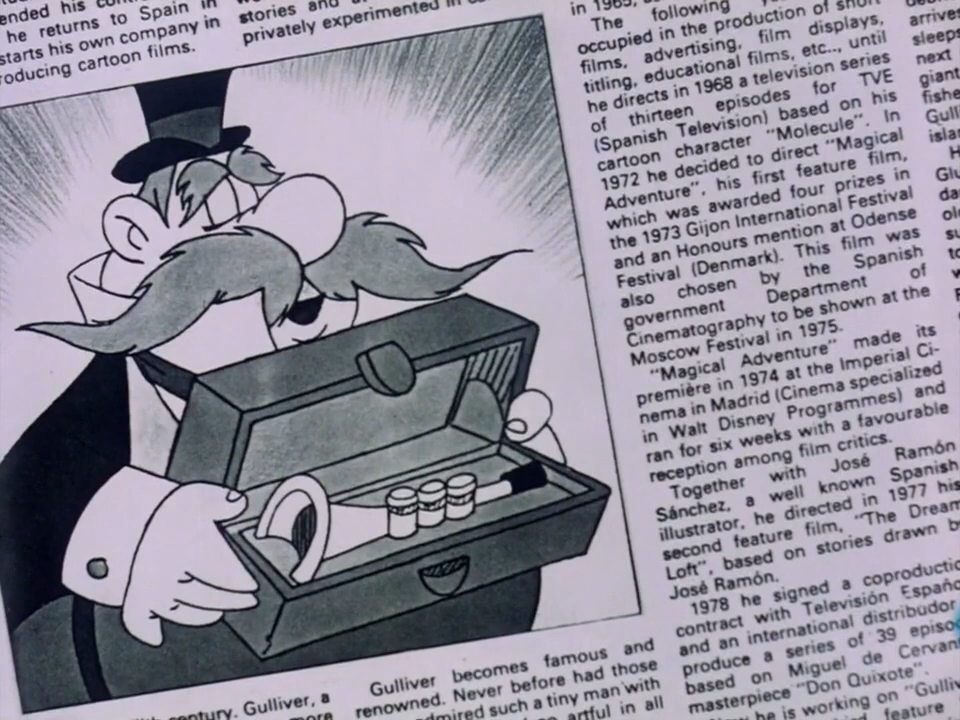 ended his
he returns to Spain in
starts his own company in
roducing cartoon films.
stories and
privately experimented in
in 1965,
The following
occupied in the production of short
films, advertising, film displays,
titling, educational films, etc.., until
he directs in 1968 a television series
of thirteen episodes for TVE
(Spanish Television) based on his
cartoon character "Molecule". In
1972 he decided to direct "Magical
Adventure", his first feature film,
which was awarded four prizes in
the 1973 Gijon International Festival
and an Honours mention at Odense
Festival (Denmark). This film was
also chosen by the Spanish
government Department of
Cinematography to be shown at the
Moscow Festival in 1975.
"Magical Adventure" made its
première in 1974 at the Imperial Ci-
nema in Madrid (Cinema specialized
in Walt Disney Programmes) and
ran for six weeks with a favourable
reception among film critics.
Together with José Ramón
Sánchez, a well known Spanish
illustrator, he directed in 1977 his
second feature film, "The Dream
Loft", based on stories drawn b
José Ramón.
1978 he signed a coproductio
contract with Televisión Españo
and an international distributor
produce a series of 39 episo
based on Miguel de Cervan
masterpiece "Don Quixote".
he is working on "Gulliv
feature
arrive
sleeps
next
giant
fishe
Gulli
islan
century. Gulliver, a
more
Gulliver becomes famous and
renowned. Never before had those
admired such a tiny man with
artful in all